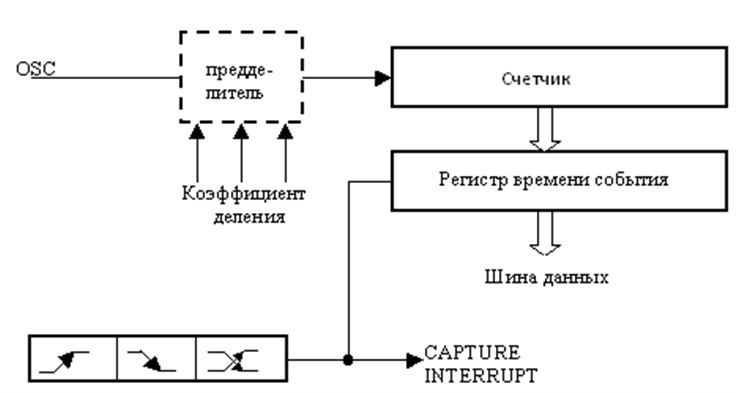 OSC
предде-
литель
Счетчик
Коэффициент
деления
Регистр времени события
Шина данных
CAPTURE
INTERRUPT